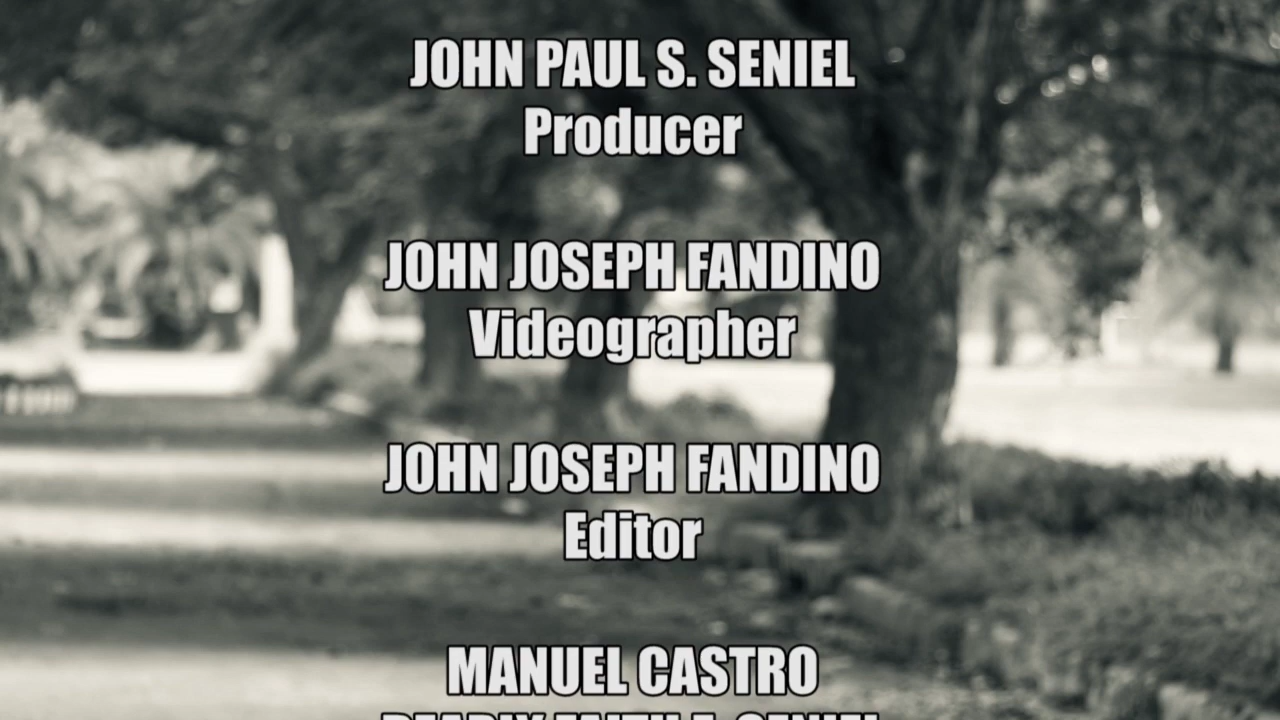 JOHN PAUL S. SENIEL
Producer
JOHN JOSEPH FANDINO
Videographer
JOHN JOSEPH FANDINO
Editor
MANUEL CASTRO